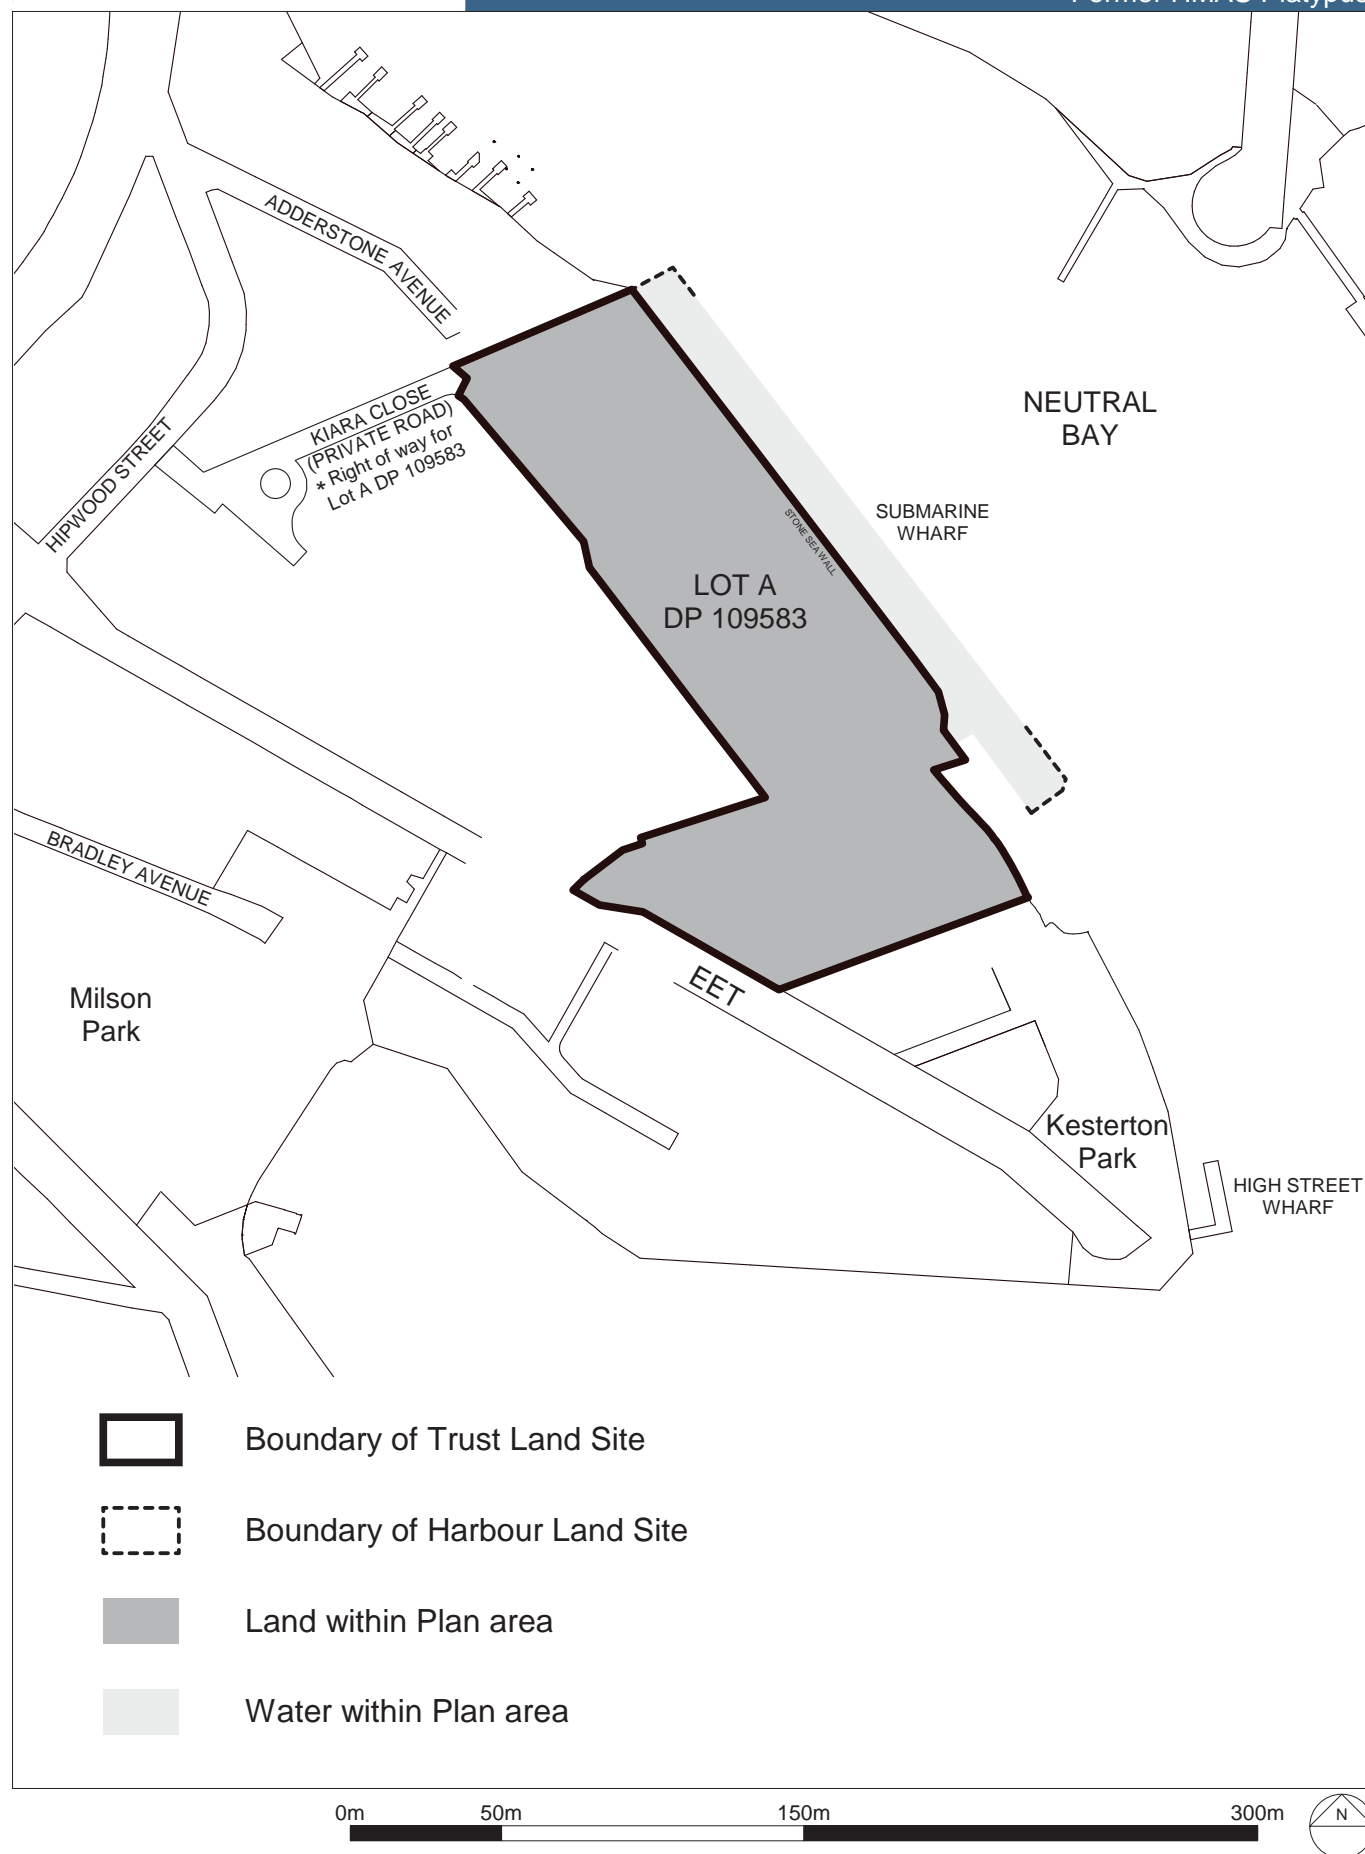 Former HMAS Platypus
ADDERSTONE AVENUE
KIARA CLOSE
(PRIVATE ROAD)
* Right of way for
Lot A DP 109583
HIPWOOD STREET
NEUTRAL
BAY
SUBMARINE
WHARF
STONE SEA WALL
LOT A
DP 109583
BRADLEY AVENUE
EET
Milson
Park
Kesterton
Park
HIGH STREET
WHARF
Boundary of Trust Land Site
Boundary of Harbour Land Site
Land within Plan area
Water within Plan area
0m 50m 150m 300m
N